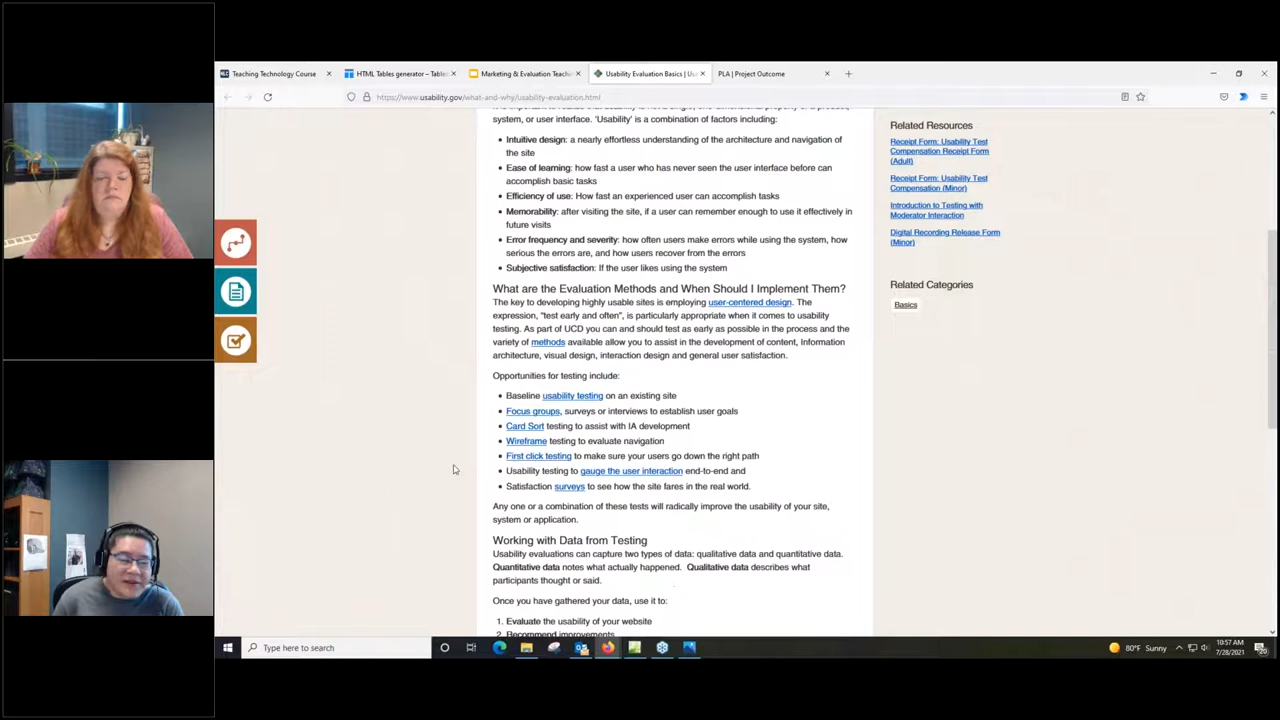 Teaching Technology Course
HTML Tables generator – Tables
Marketing & Evaluation Teachin
Usability Evaluation Basics | Us
PLA | Project Outcome
https://www.usability.gov/what-and-why/usability-evaluation.html
system, or user interface. 'Usability' is a combination of factors including:
Intuitive design: a nearly effortless understanding of the architecture and navigation of
the site
Ease of learning: how fast a user who has never seen the user interface before can
accomplish basic tasks
Efficiency of use: How fast an experienced user can accomplish tasks
Memorability: after visiting the site, if a user can remember enough to use it effectively in
future visits
Error frequency and severity: how often users make errors while using the system, how
serious the errors are, and how users recover from the errors
Subjective satisfaction: If the user likes using the system
What are the Evaluation Methods and When Should I Implement Them?
The key to developing highly usable sites is employing user-centered design. The
expression, "test early and often", is particularly appropriate when it comes to usability
testing. As part of UCD you can and should test as early as possible in the process and the
variety of methods available allow you to assist in the development of content, Information
architecture, visual design, interaction design and general user satisfaction.
Opportunities for testing include:
Baseline usability testing on an existing site
Focus groups, surveys or interviews to establish user goals
Card Sort testing to assist with IA development
Wireframe testing to evaluate navigation
First click testing to make sure your users go down the right path
Usability testing to gauge the user interaction end-to-end and
Satisfaction surveys to see how the site fares in the real world.
Any one or a combination of these tests will radically improve the usability of your site,
system or application.
Working with Data from Testing
Usability evaluations can capture two types of data: qualitative data and quantitative data.
Quantitative data notes what actually happened. Qualitative data describes what
participants thought or said.
Once you have gathered your data, use it to:
1. Evaluate the usability of your website
2. Recommend improvements
Related Resources
Receipt Form: Usability Test
Compensation Receipt Form
(Adult)
Receipt Form: Usability Test
Compensation (Minor)
Introduction to Testing with
Moderator Interaction
Digital Recording Release Form
(Minor)
Related Categories
Basics
Type here to search
80°F Sunny
10:57 AM
7/28/2021
20